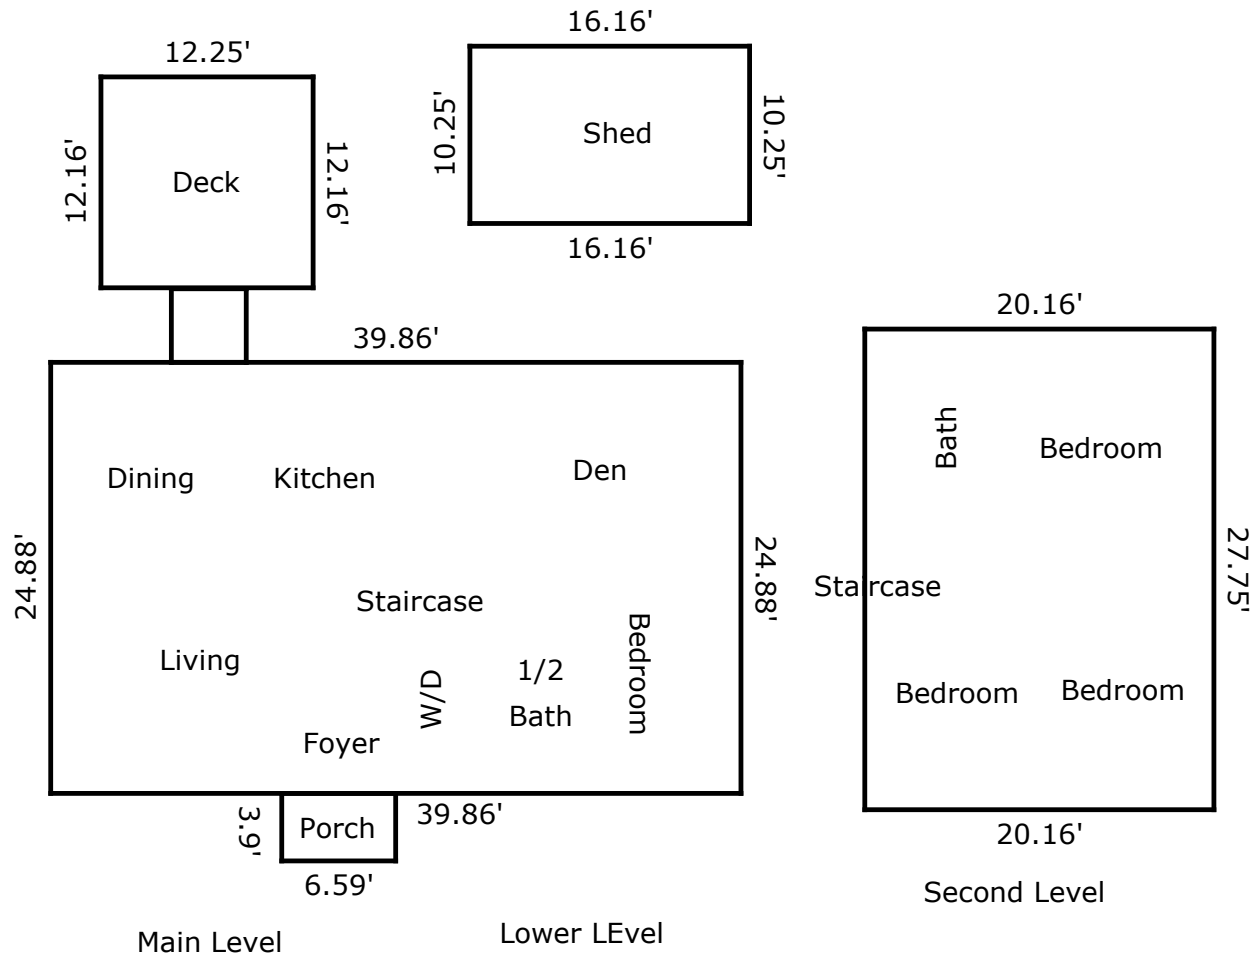 16.16'
12.25'
10.25'
Shed
10.25'
12.16'
Deck
12.16'
16.16'
39.86'
20.16'
Dining
Kitchen
Den
Bath
Bedroom
24.88'
24.88'
27.75'
Staircase
Staircase
Living
W/D
1/2
Bath
Bedroom
Bedroom
Bedroom
Foyer
3.9'
Porch
39.86'
20.16'
6.59'
Second Level
Main Level
Lower LEvel